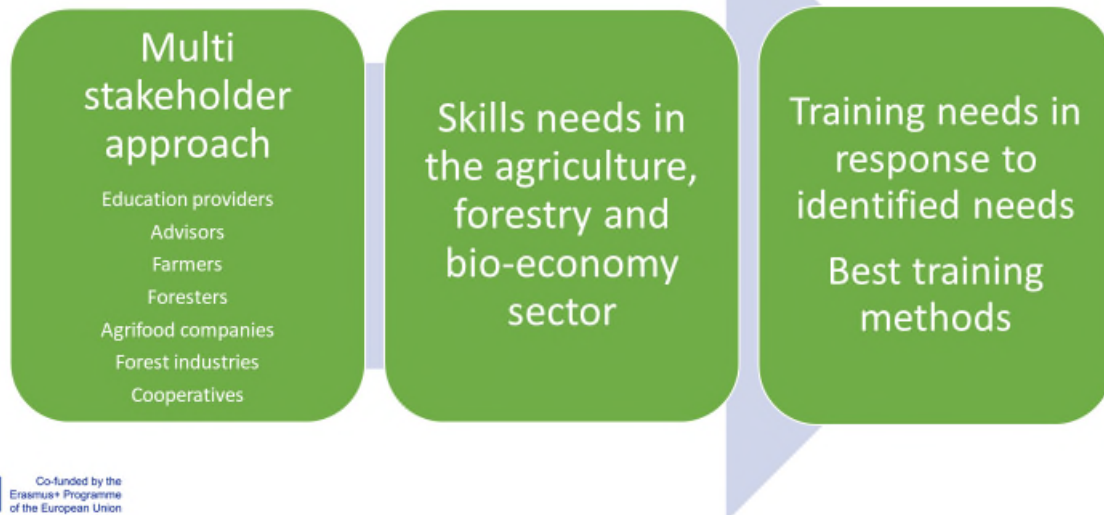 Multi
stakeholder
approach
Education providers
Advisors
Farmers
Foresters
Agrifood companies
Forest industries
Cooperatives
Skills needs in
the agriculture,
forestry and
bio-economy
sector
Training needs in
response to
identified needs
Best training
methods
Co-funded by the
Erasmus+ Programme
of the European Union